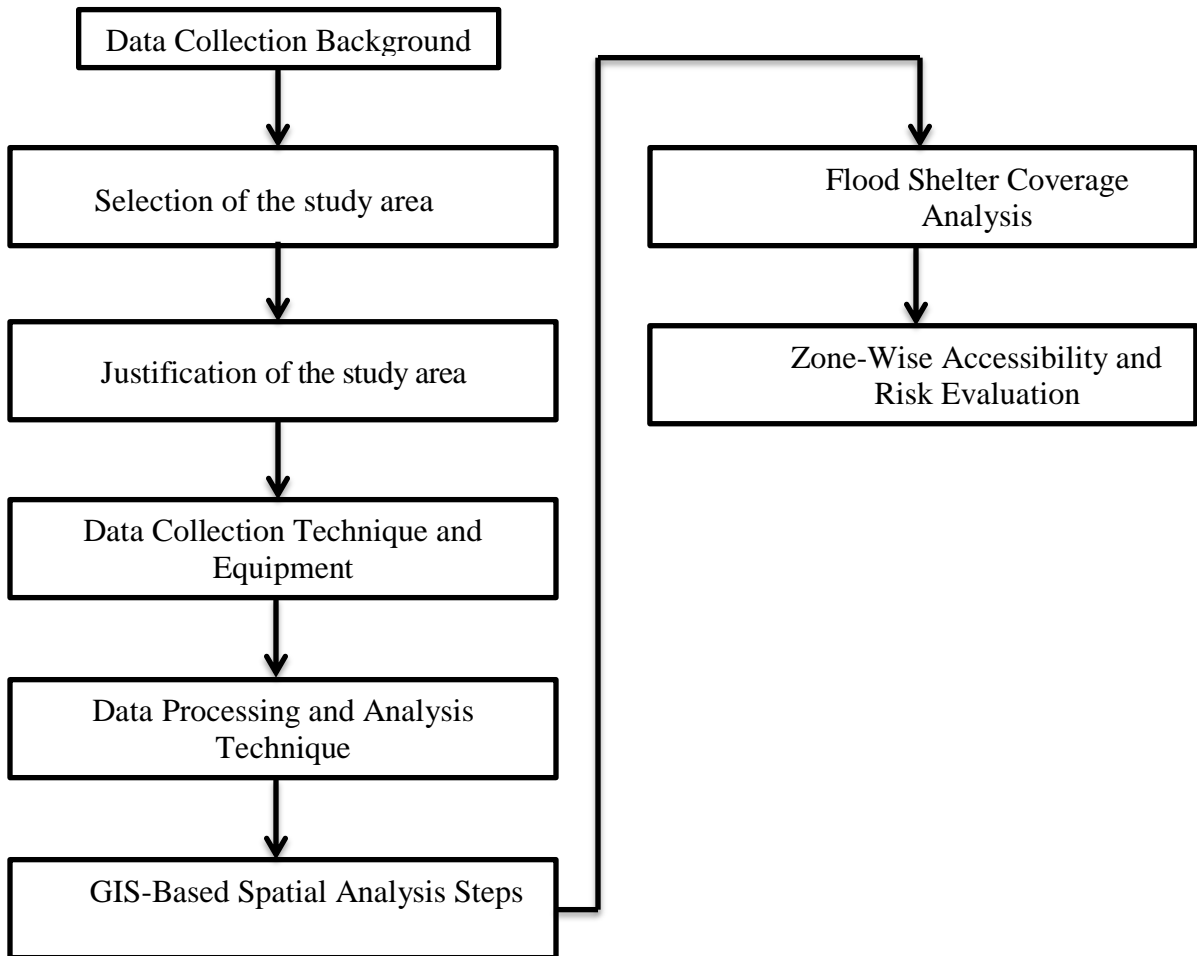 Data Collection Background
Selection of the study area
Justification of the study area
Data Collection Technique and
Equipment
Data Processing and Analysis
Technique
GIS-Based Spatial Analysis Steps
Flood Shelter Coverage
Analysis
Zone-Wise Accessibility and
Risk Evaluation